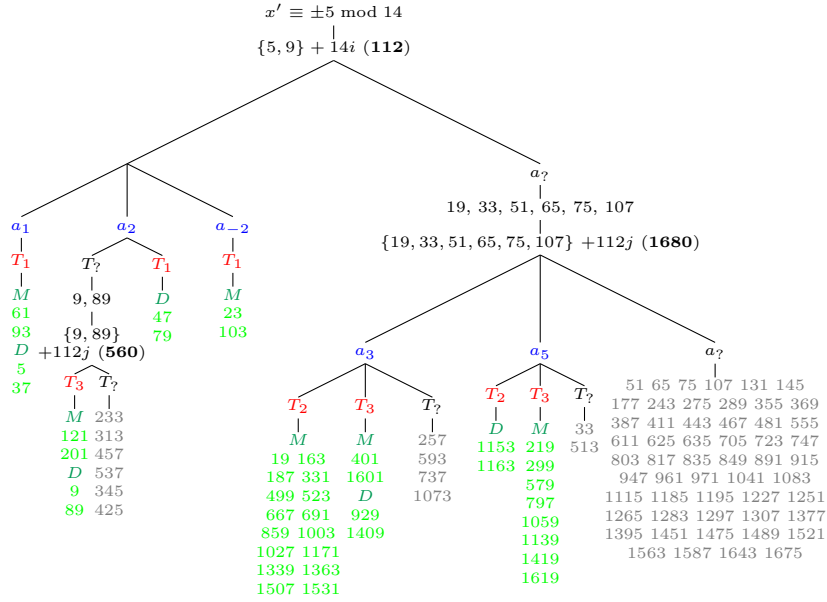 x′ ≡ ±5 mod 14
{5, 9} + 14i (112)
a?
19, 33, 51, 65, 75, 107
{19, 33, 51, 65, 75, 107} +112j (1680)
a1 a2 a−2
T1 T? T1 T1
M
61
93
D
5
37
9, 89
{9, 89}
+112j (560)
T3 T?
M
121
201
D
9
89
233
313
457
537
345
425
D
47
79
M
23
103
a3 a5 a?
T2 T3 T?
M
19 163
187 331
499 523
667 691
859 1003
1027 1171
1339 1363
1507 1531
M
401
1601
D
929
1409
257
593
737
1073
T2 T3 T?
D
1153
1163
M
219
299
579
797
1059
1139
1419
1619
33
513
51 65 75 107 131 145
177 243 275 289 355 369
387 411 443 467 481 555
611 625 635 705 723 747
803 817 835 849 891 915
947 961 971 1041 1083
1115 1185 1195 1227 1251
1265 1283 1297 1307 1377
1395 1451 1475 1489 1521
1563 1587 1643 1675